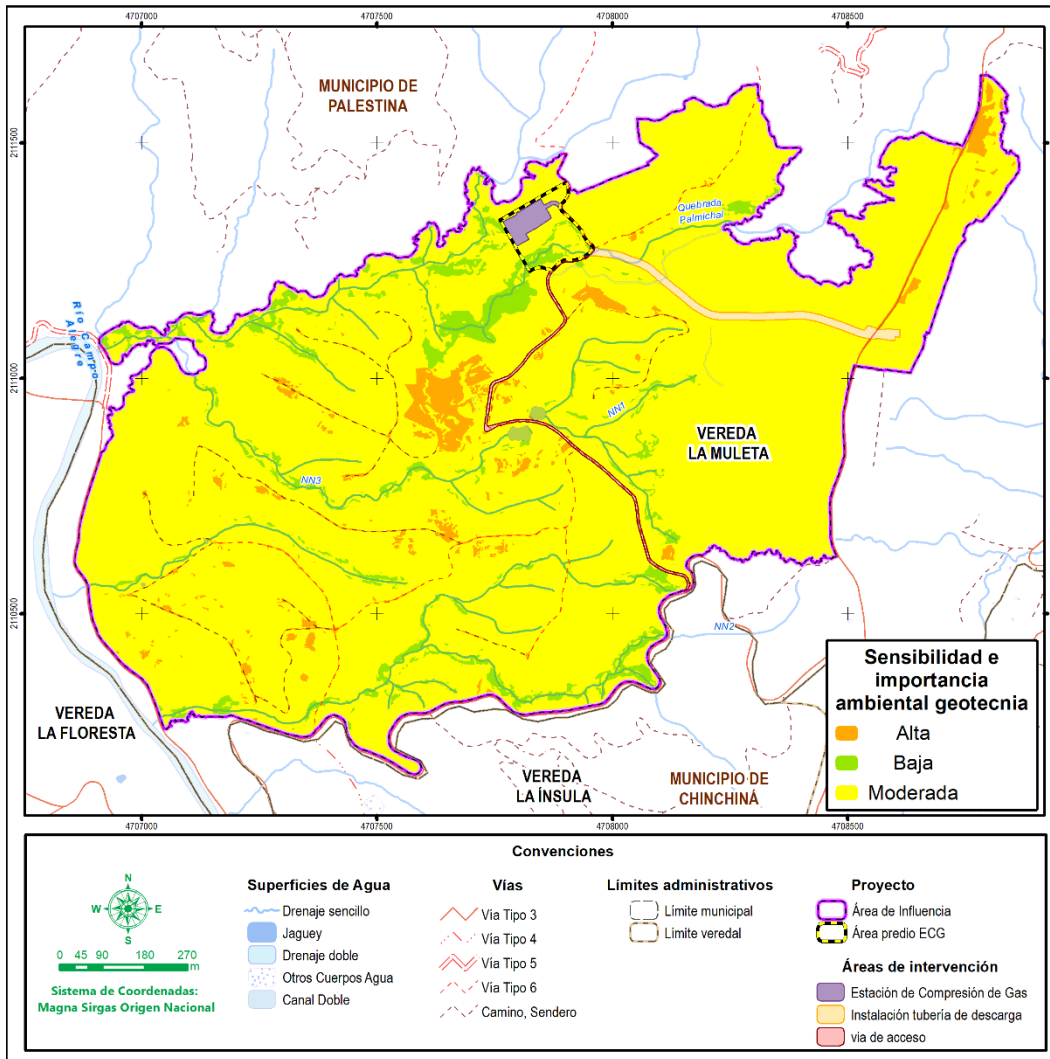 4707000
4707500
4708000
4708500
2111500
2111000
2110500
MUNICIPIO DE
PALESTINA
Quebrada
Palmichal
Río Campo
Alegre
NN1
VEREDA
LA MULETA
NN3
NN2
VEREDA
LA FLORESTA
VEREDA
LA ÍNSULA
MUNICIPIO DE
CHINCHINÁ
Sensibilidad e
importancia
ambiental geotecnia
Alta
Baja
Moderada
4707000
4707500
4708000
4708500
Convenciones
N
W
E
S
0 45 90 180 270
m
Sistema de Coordenadas:
Magna Sirgas Origen Nacional
Superficies de Agua
Drenaje sencillo
Jaguey
Drenaje doble
Otros Cuerpos Agua
Canal Doble
Vías
Vía Tipo 3
Vía Tipo 4
Vía Tipo 5
Vía Tipo 6
Camino, Sendero
Límites administrativos
Límite municipal
Límite veredal
Proyecto
Área de Influencia
Área predio ECG
Áreas de intervención
Estación de Compresión de Gas
Instalación tubería de descarga
via de acceso